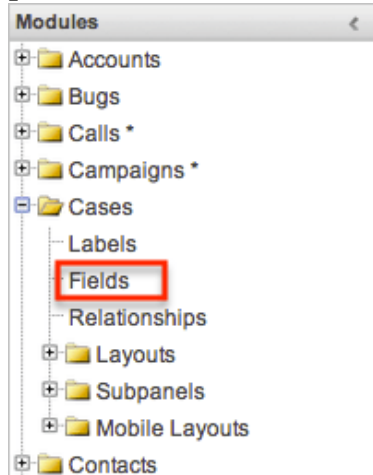 Modules
Accounts
Bugs
Calls *
Campaigns *
Cases
Labels
Fields
Relationships
Layouts
Subpanels
Mobile Layouts
Contacts